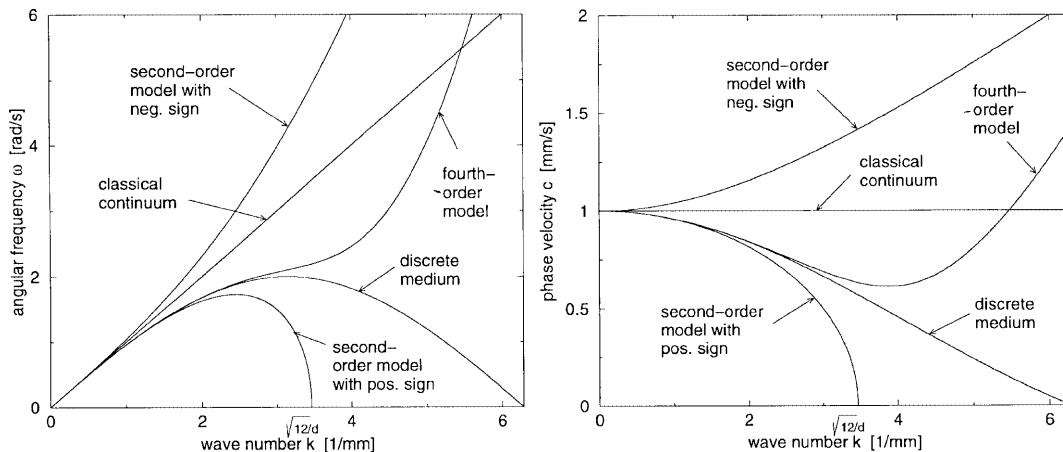 6
4
2
0
angular frequency ω [rad/s]
second−order
model with
neg. sign
classical
continuum
fourth−
−order
model
discrete
medium
second−
order model
with pos. sign
0
2
√12/d
4
6
wave number k [1/mm]
2
1.5
1
0.5
0
phase velocity c [mm/s]
second−order
model with
neg. sign
fourth−
−order
model
classical
continuum
second−order
model with
pos. sign
discrete
medium
0
2
√12/d
4
6
wave number k [1/mm]